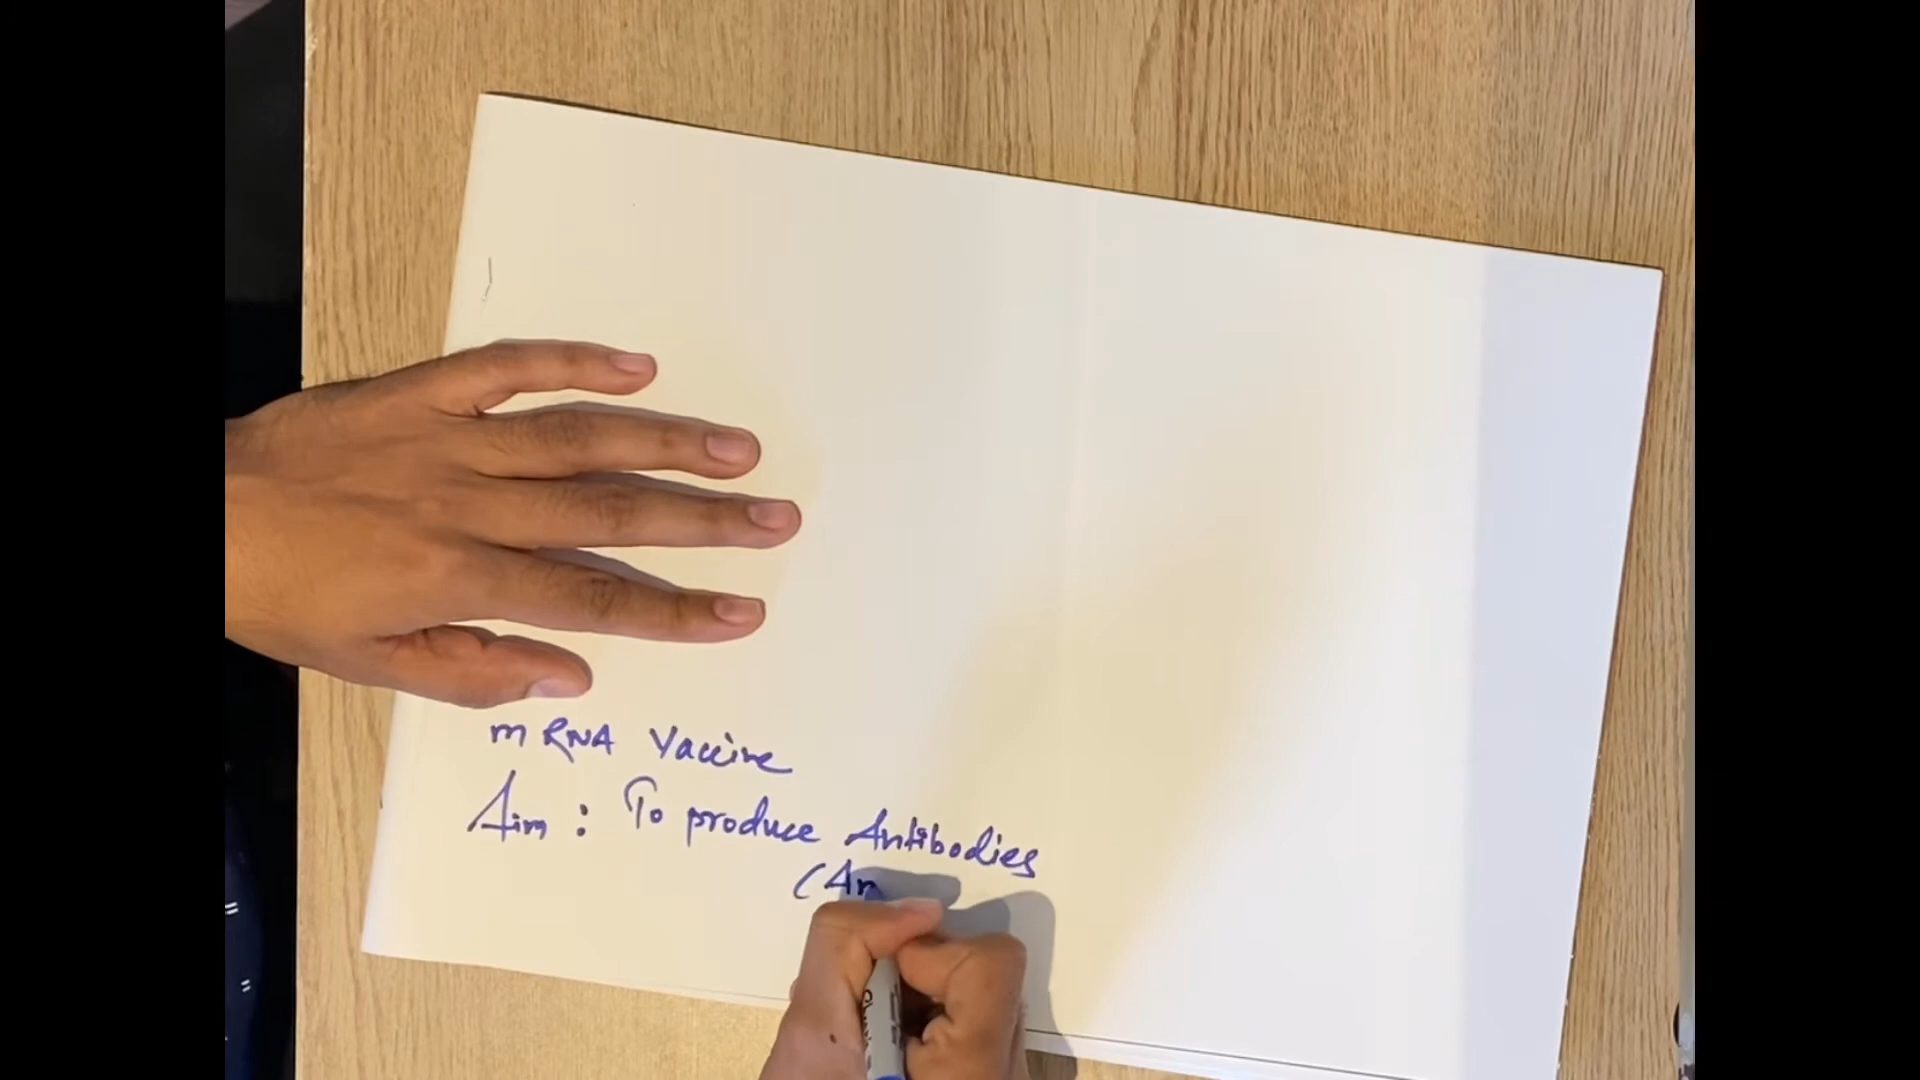 mRNA Vaccine
Aim : To produce Antibodies
(An